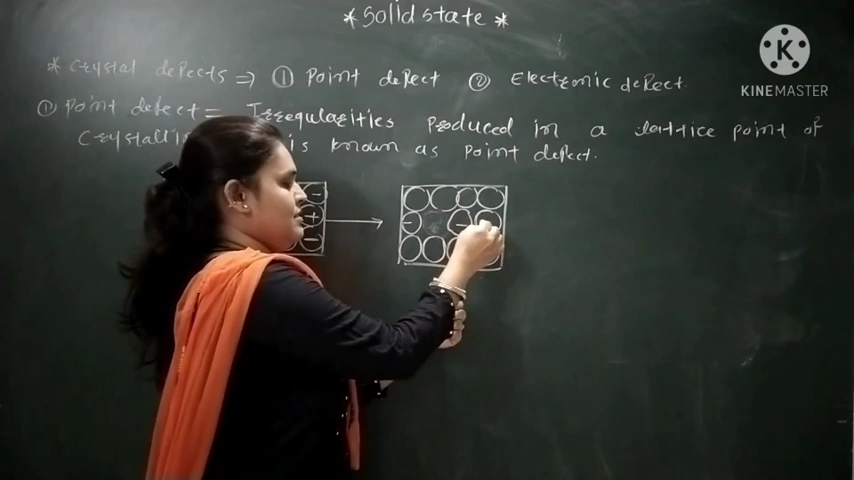 * Solid state *
K
KINEMASTER
* Crystal defects ⇒ ① Point defect ② Electronic defect.
① Point defect = Irregularities produced in a lattice point of
is known as point defect.
-
+
-
-